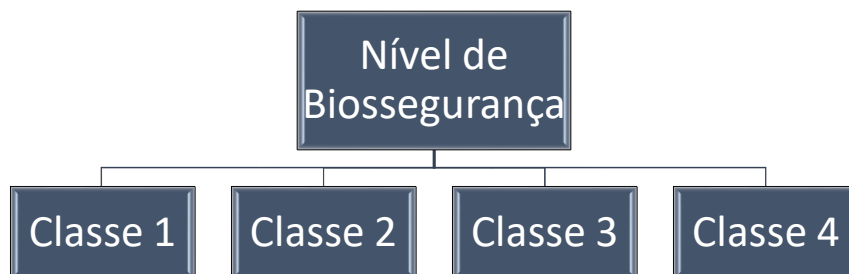 Nível de
Biossegurança
Classe 1
Classe 2
Classe 3
Classe 4